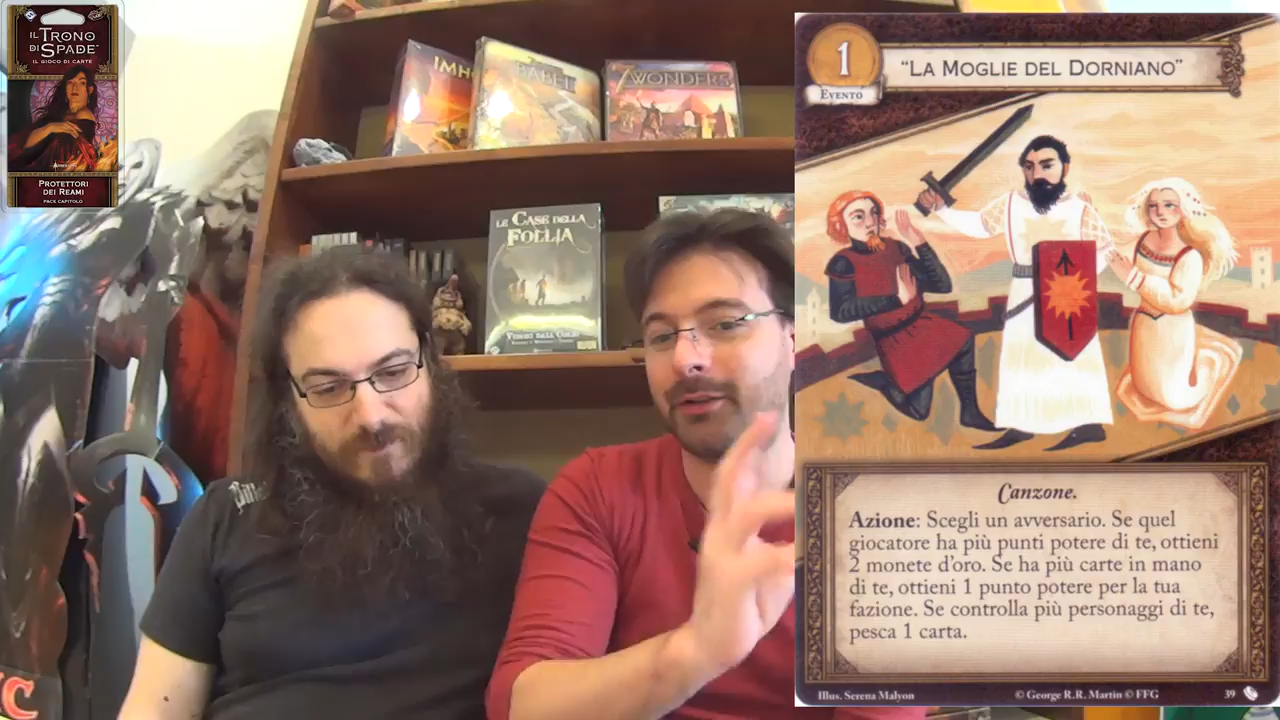 IL TRONO
DI SPADE
IL GIOCO DI CARTE
PROTETTORI
DEI REAMI
PACK CAPITOLO
BABEL
7 WONDERS
LE CASE DELLA
FOLLIA
1
EVENTO
"LA MOGLIE DEL DORNIANO"
Canzone.
Azione: Scegli un avversario. Se quel
giocatore ha più punti potere di te, ottieni
2 monete d'oro. Se ha più carte in mano
di te, ottieni 1 punto potere per la tua
fazione. Se controlla più personaggi di te,
pesca 1 carta.
Illus. Serena Malyon
© George R.R. Martin © FFG
39